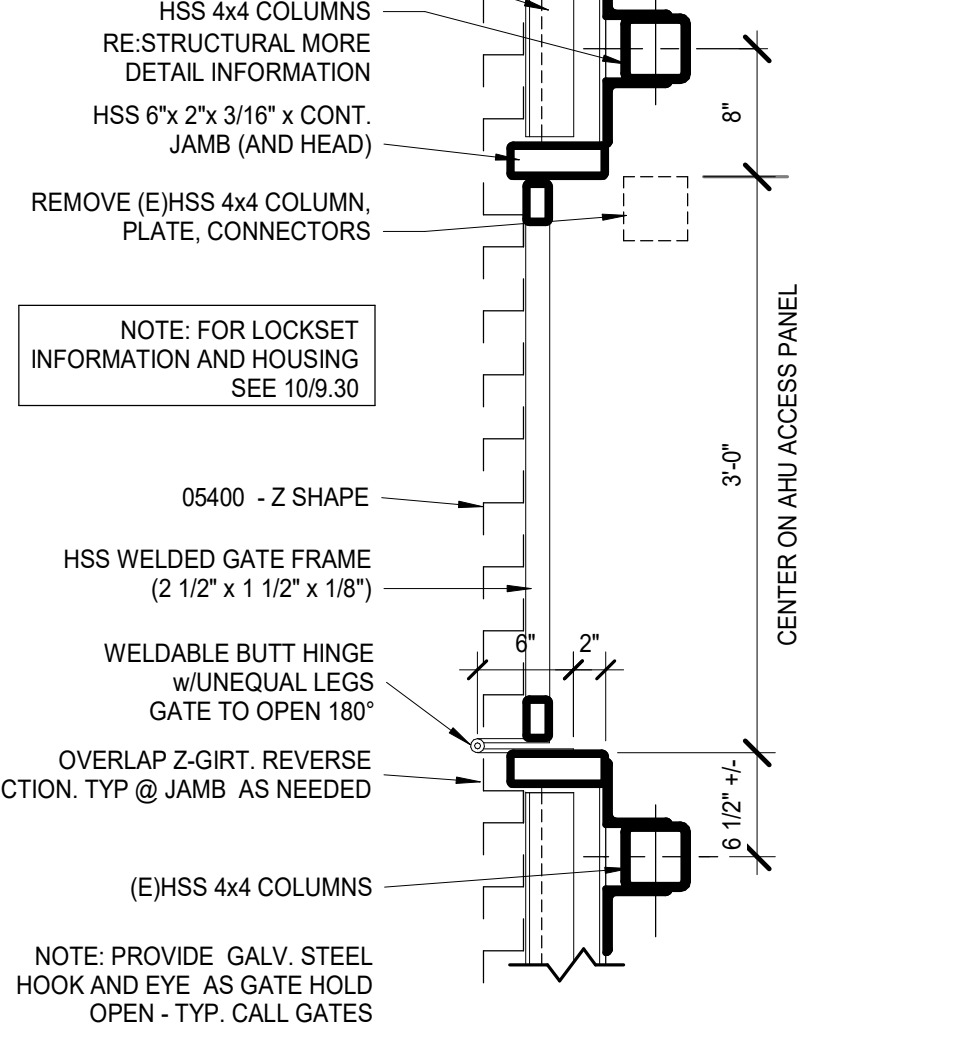 HSS 4x4 COLUMNS
RE:STRUCTURAL MORE
DETAIL INFORMATION
HSS 6"x 2"x 3/16" x CONT.
JAMB (AND HEAD)
REMOVE (E)HSS 4x4 COLUMN,
PLATE, CONNECTORS
NOTE: FOR LOCKSET
INFORMATION AND HOUSING
SEE 10/9.30
05400 - Z SHAPE
HSS WELDED GATE FRAME
(2 1/2" x 1 1/2" x 1/8")
WELDABLE BUTT HINGE
w/UNEQUAL LEGS
GATE TO OPEN 180°
OVERLAP Z-GIRT. REVERSE
CTION. TYP @ JAMB AS NEEDED
(E)HSS 4x4 COLUMNS
NOTE: PROVIDE GALV. STEEL
HOOK AND EYE AS GATE HOLD
OPEN - TYP. CALL GATES
6"
2"
8"
3'-0"
6 1/2" +/-
CENTER ON AHU ACCESS PANEL